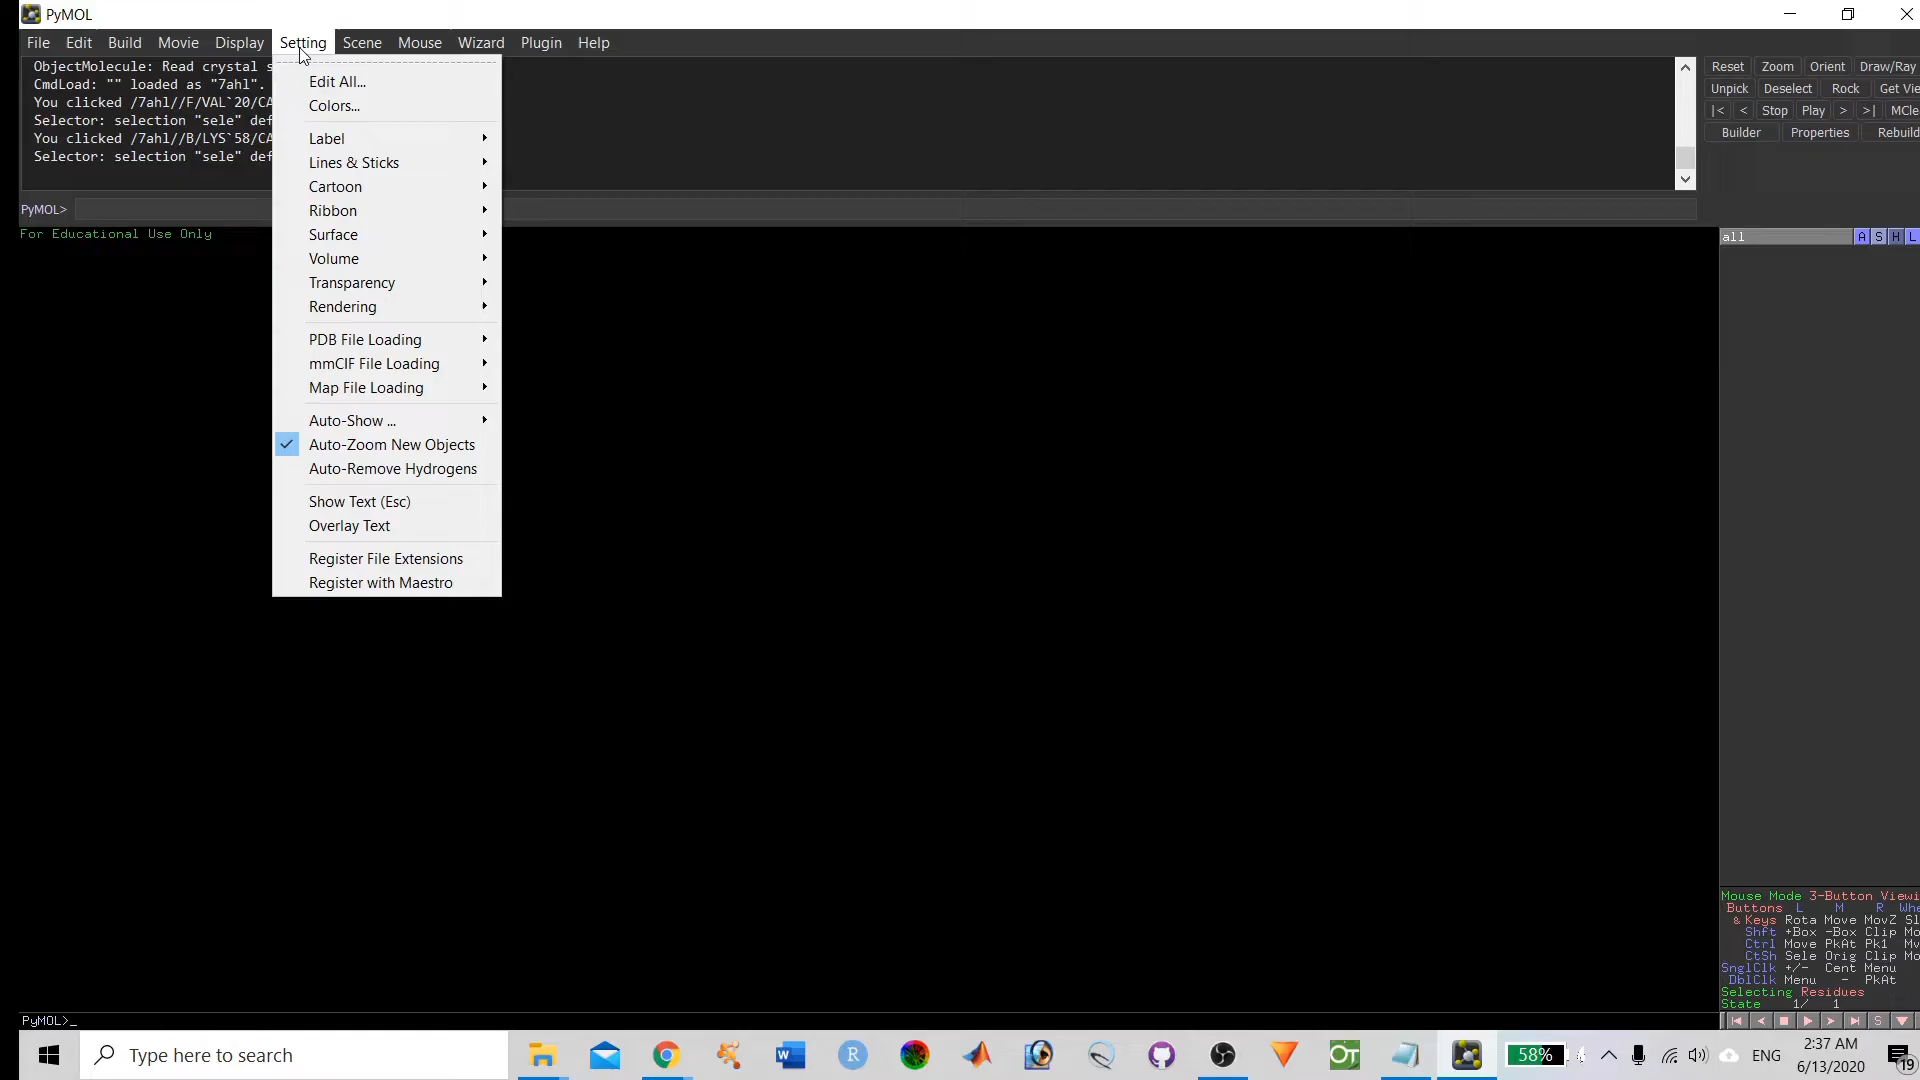 PyMOL
File Edit Build Movie Display Setting Scene Mouse Wizard Plugin Help
ObjectMolecule: Read crystal s
CmdLoad: "" loaded as "7ahl".
You clicked /7ahl//F/VAL`20/CA
Selector: selection "sele" def
You clicked /7ahl//B/LYS`58/CA
Selector: selection "sele" def
PyMOL>
For Educational Use Only
Edit All...
Colors...
Label
Lines & Sticks
Cartoon
Ribbon
Surface
Volume
Transparency
Rendering
PDB File Loading
mmCIF File Loading
Map File Loading
Auto-Show ...
Auto-Zoom New Objects
Auto-Remove Hydrogens
Show Text (Esc)
Overlay Text
Register File Extensions
Register with Maestro
Reset Zoom Orient Draw/Ray
Unpick Deselect Rock Get Vie
|< < Stop Play > >| MCle
Builder Properties Rebuild
all A S H L
Mouse Mode 3-Button Viewi
Buttons L M R Whe
& Keys Rota Move MovZ Sl
Shft +Box -Box Clip Mo
Ctrl Move PkAt Pk1 Mv
CtSh Sele Orig Clip Mo
SnglClk +/- Cent Menu
DblClk Menu - PkAt
Selecting Residues
State 1/ 1
S
PyMOL>_
Type here to search
58%
ENG
2:37 AM
6/13/2020
19